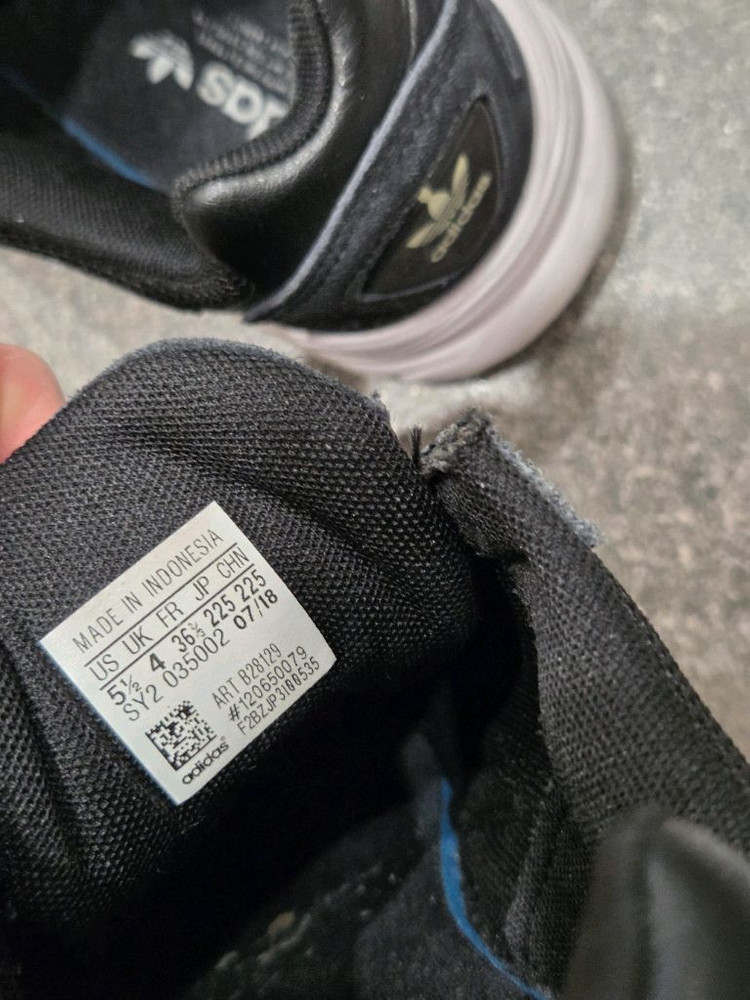 adidas
adidas
MADE IN INDONESIA
US UK FR JP CHN
5½ 4 36⅔ 225 225
SY2 035002 07/18
ART B28129
#120650079
F2BZJP3100535
adidas®